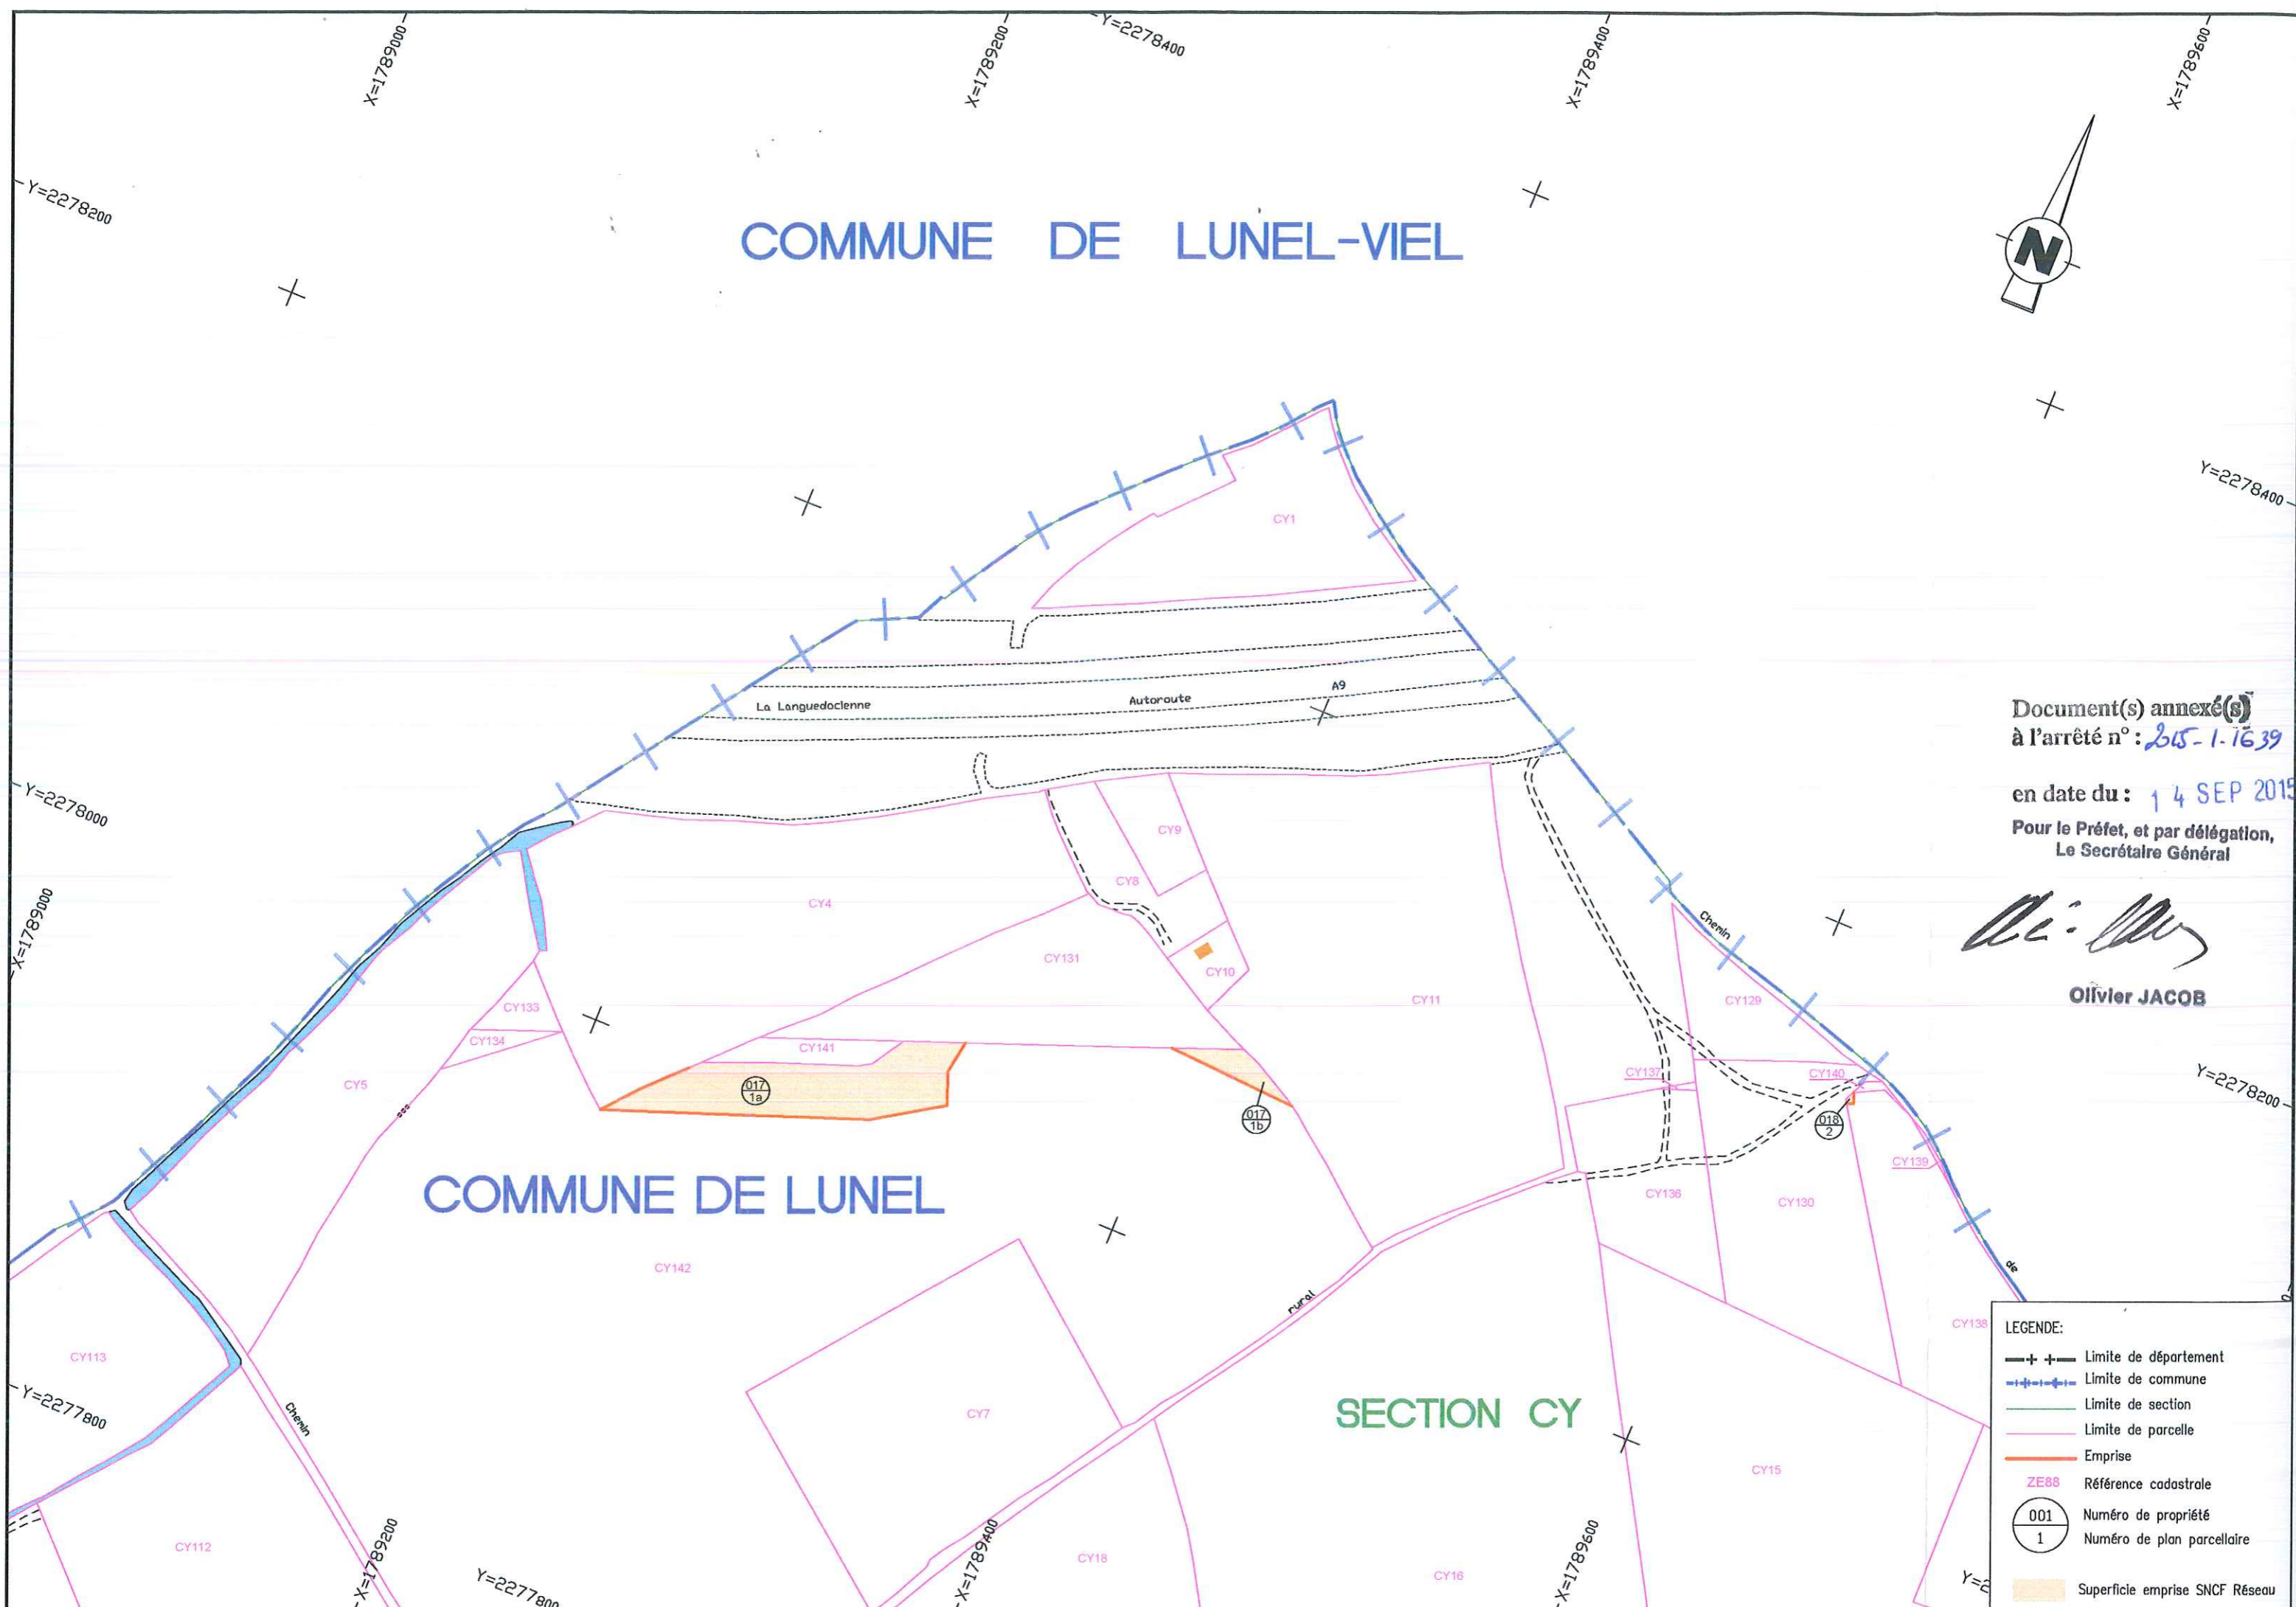 X=1789000
X=1789200
Y=2278400
X=1789400
X=1789600
Y=2278200
COMMUNE DE LUNEL-VIEL
N
Y=2278400
CY1
La Languedocienne
Autoroute
A9
Document(s) annexé(s)
à l'arrêté n° : 2015-1-1639
en date du : 14 SEP 2015
Pour le Préfet, et par délégation,
Le Secrétaire Général
Olivier JACOB
Y=2278000
X=1789000
CY9
CY8
CY4
CY131
CY10
CY11
Chemin
CY129
CY133
CY134
CY141
CY5
017
1a
017
1b
CY137
CY140
018
2
CY139
Y=2278200
COMMUNE DE LUNEL
CY136
CY130
CY142
de
rural
CY138
CY113
Y=2277800
Chemin
CY7
SECTION CY
CY15
CY112
X=1789200
Y=2277800
X=1789400
CY18
X=1789600
CY16
Y=2
LEGENDE:
Limite de département
Limite de commune
Limite de section
Limite de parcelle
Emprise
ZE88 Référence cadastrale
001 Numéro de propriété
1 Numéro de plan parcellaire
Superficie emprise SNCF Réseau